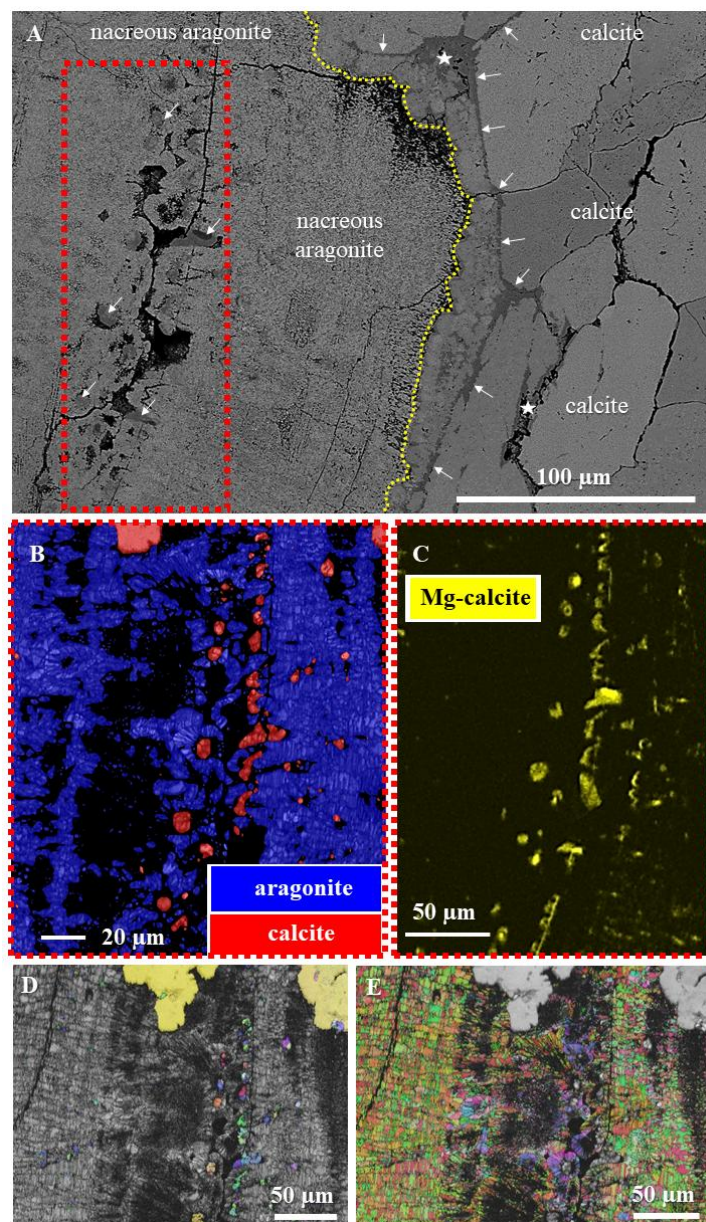 A
nacreous aragonite
calcite
nacreous
aragonite
calcite
calcite
100 µm
B
aragonite
calcite
20 µm
C
Mg-calcite
50 µm
D
50 µm
E
50 µm